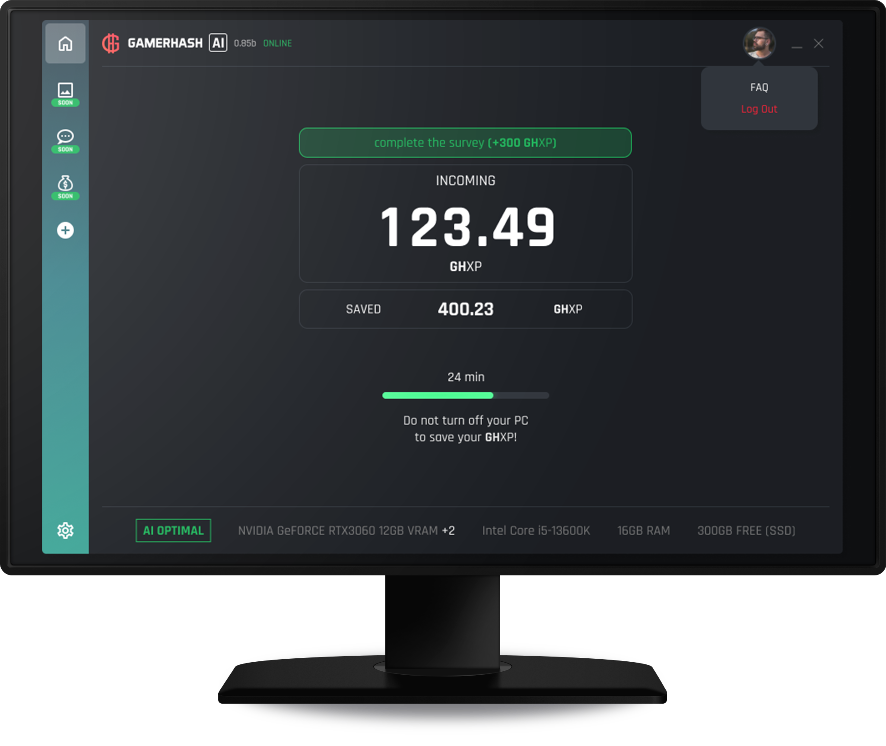 GAMERHASH AI 0.85b ONLINE
FAQ
Log Out
SOON
SOON
SOON
complete the survey (+300 GHXP)
INCOMING
123.49
GHXP
SAVED 400.23 GHXP
24 min
Do not turn off your PC
to save your GHXP!
AI OPTIMAL NVIDIA GeFORCE RTX3060 12GB VRAM +2 Intel Core i5-13600K 16GB RAM 300GB FREE (SSD)